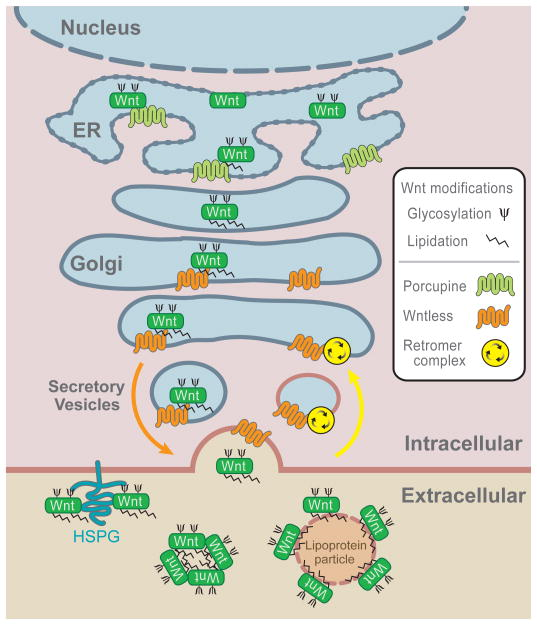 Nucleus
Wnt
Wnt
Wnt
ER
Wnt
Wnt
Golgi
Wnt
Wnt
Secretory
Vesicles
Wnt
Wnt
Wnt modifications
Glycosylation
Lipidation
Porcupine
Wntless
Retromer
complex
Intracellular
Extracellular
Wnt
Wnt
HSPG
Wnt
Wnt
Wnt
Wnt
Wnt
Wnt
Wnt
Lipoprotein
particle
Wnt
Wnt